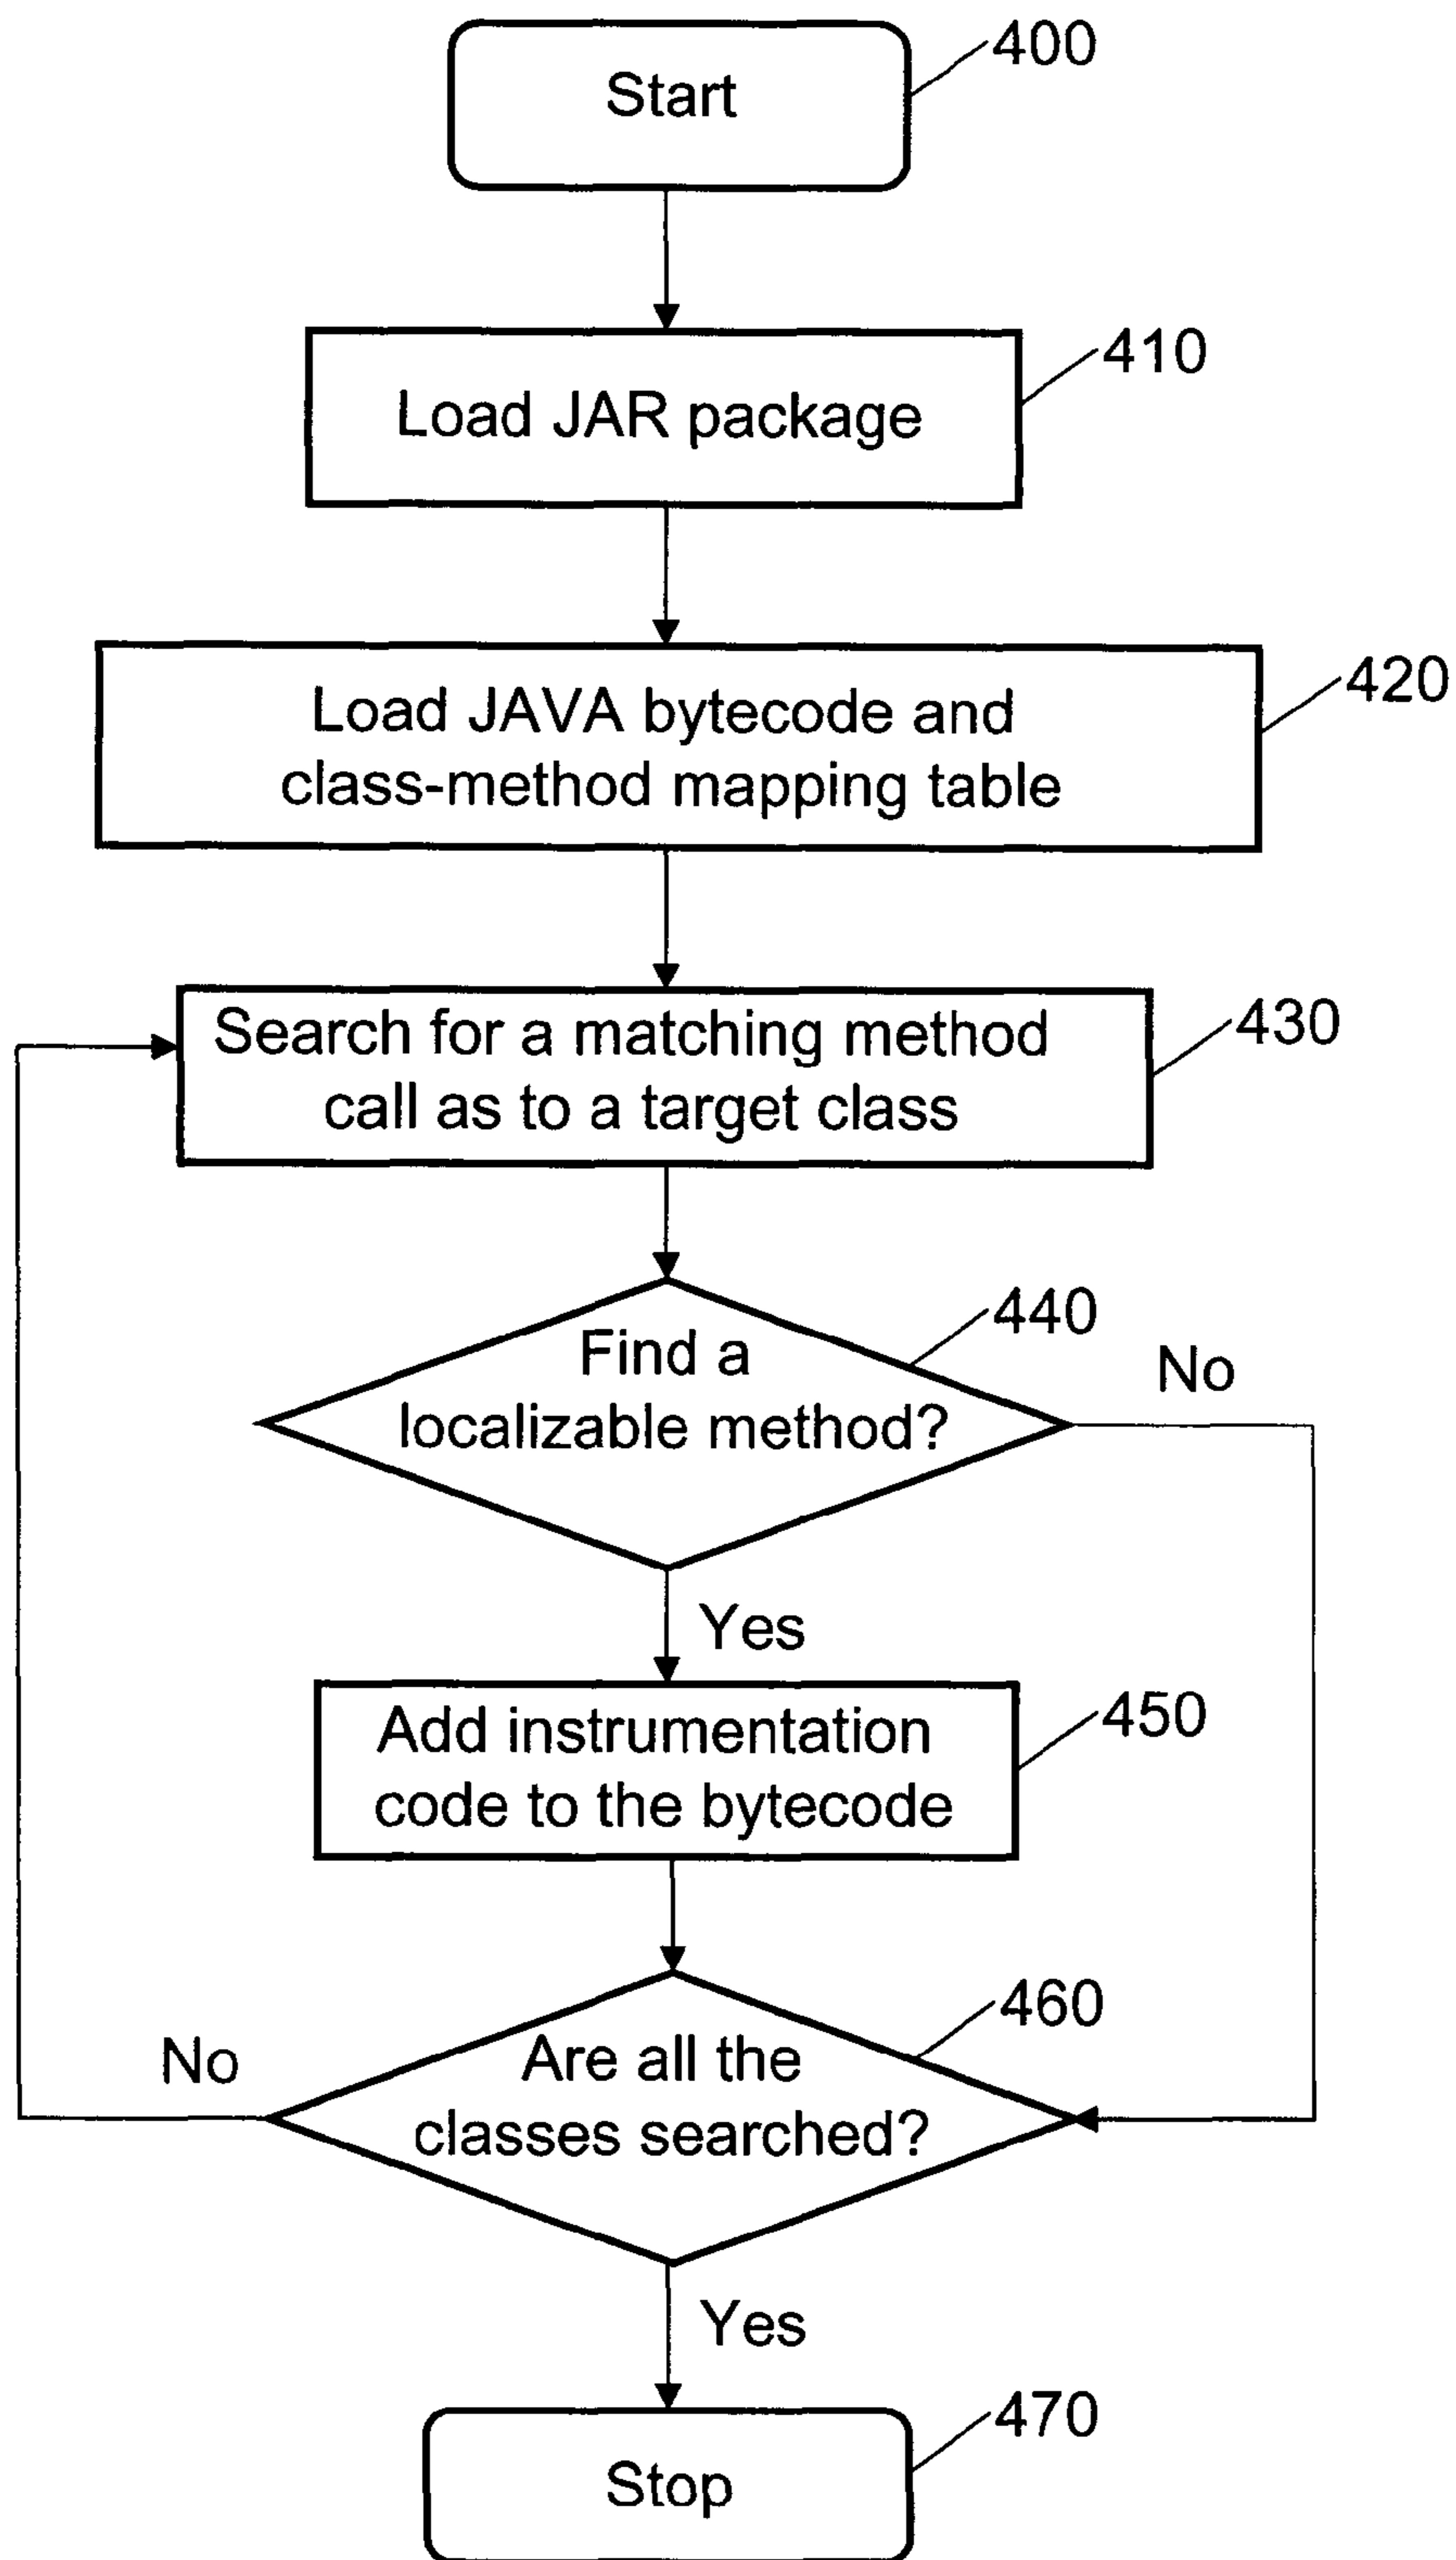 Start
400
Load JAR package
410
Load JAVA bytecode and
class-method mapping table
420
Search for a matching method
call as to a target class
430
Find a
localizable method?
440
No
Yes
Add instrumentation
code to the bytecode
450
Are all the
classes searched?
460
No
Yes
Stop
470